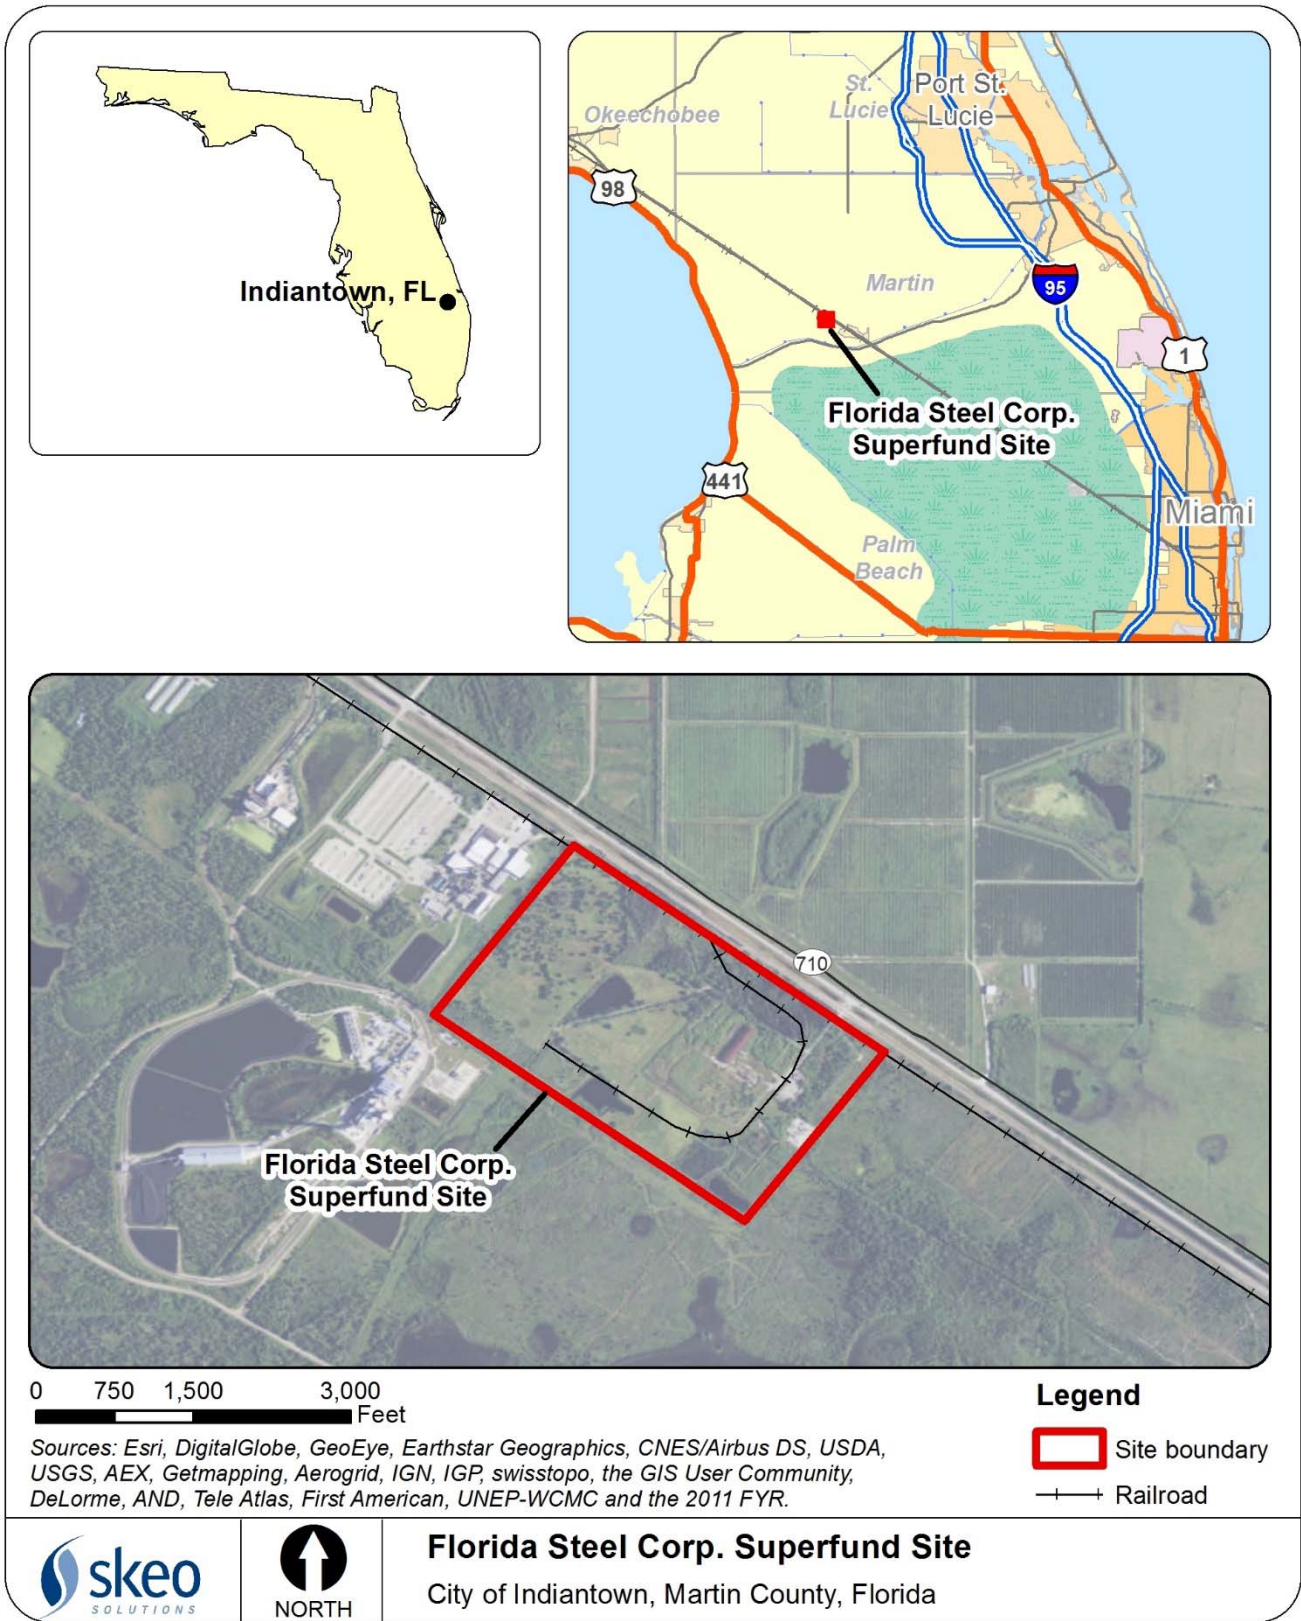 Indiantown, FL
Okeechobee
St.
Lucie
Port St.
Lucie
98
Martin
95
1
Florida Steel Corp.
Superfund Site
441
Miami
Palm
Beach
710
Florida Steel Corp.
Superfund Site
0 750 1,500 3,000
Feet
Sources: Esri, DigitalGlobe, GeoEye, Earthstar Geographics, CNES/Airbus DS, USDA,
USGS, AEX, Getmapping, Aerogrid, IGN, IGP, swisstopo, the GIS User Community,
DeLorme, AND, Tele Atlas, First American, UNEP-WCMC and the 2011 FYR.
Legend
Site boundary
Railroad
skeo
SOLUTIONS
NORTH
Florida Steel Corp. Superfund Site
City of Indiantown, Martin County, Florida